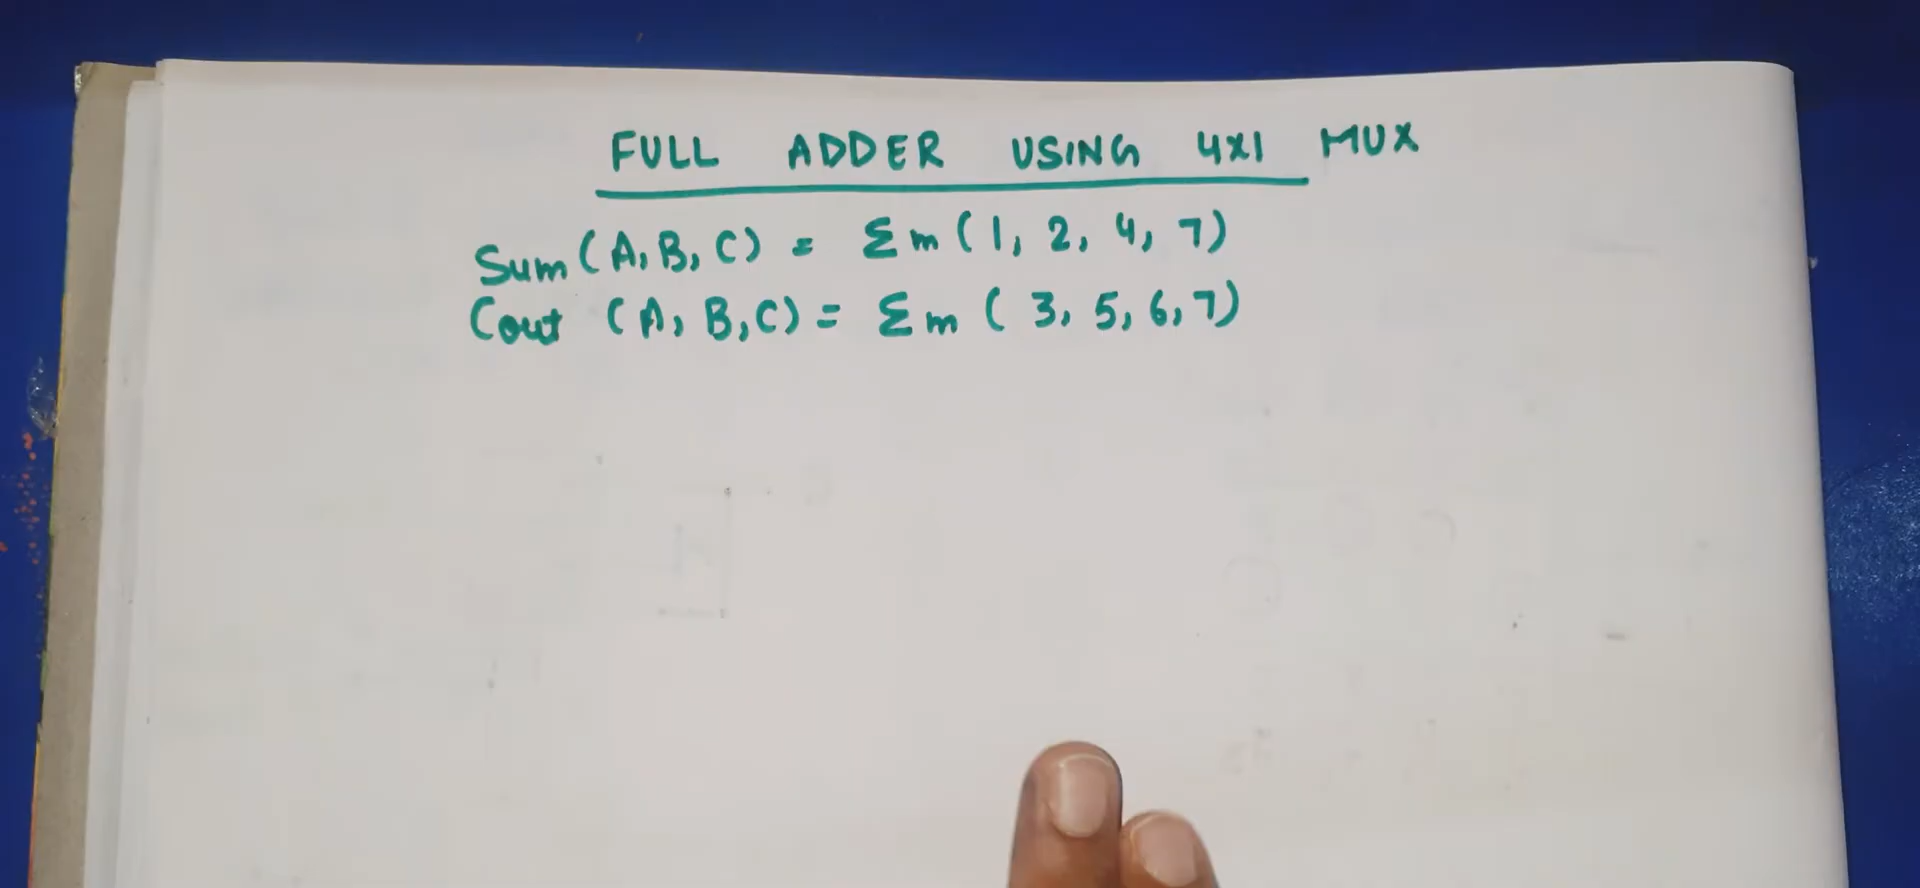 FULL ADDER USING 4X1 MUX
Sum (A, B, C) = Σm (1, 2, 4, 7)
Cout (A, B, C) = Σm (3, 5, 6, 7)